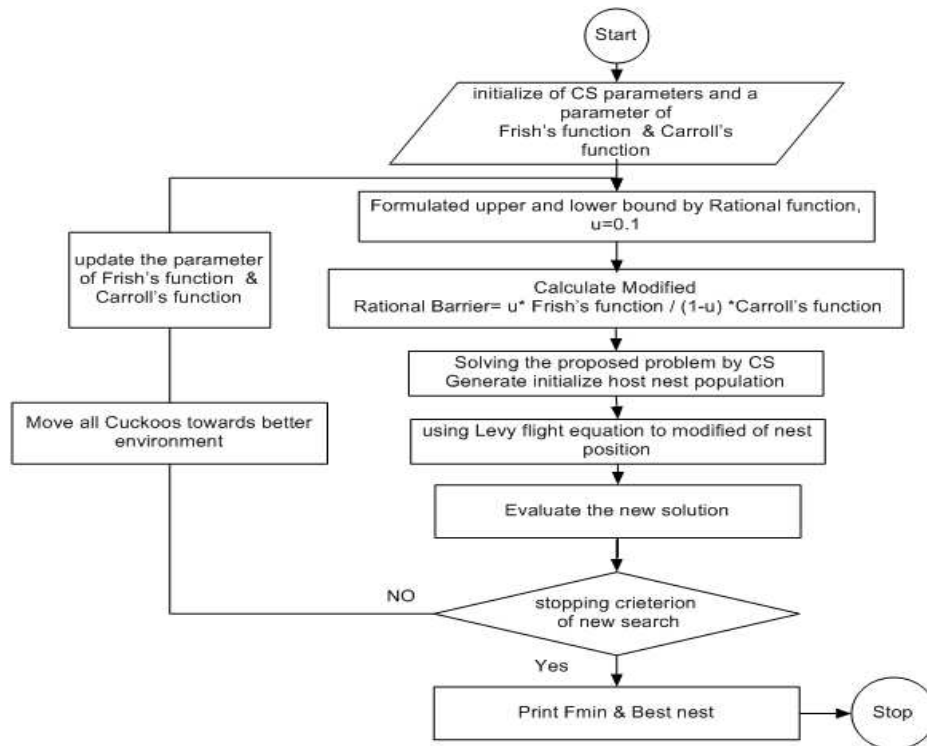 Start
initialize of CS parameters and a
parameter of
Frish's function & Carroll's
function
Formulated upper and lower bound by Rational function,
u=0.1
Calculate Modified
Rational Barrier= u* Frish's function / (1-u) *Carroll's function
Solving the proposed problem by CS
Generate initialize host nest population
using Levy flight equation to modified of nest
position
Evaluate the new solution
stopping crieterion
of new search
NO
Move all Cuckoos towards better
environment
update the parameter
of Frish's function &
Carroll's function
Yes
Print Fmin & Best nest
Stop